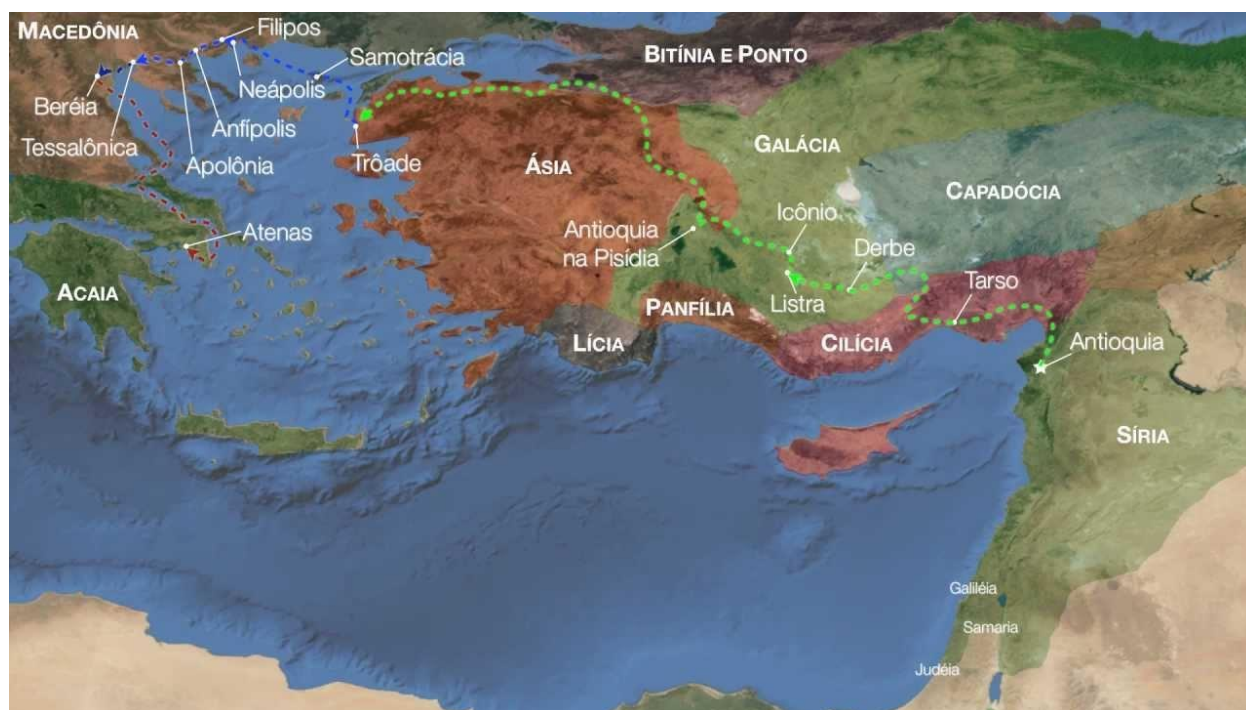 MACEDÔNIA
Filipos
Samotrácia
BITÍNIA E PONTO
Neápolis
Beréia
Anfípolis
Tessalônica
Apolônia
Trôade
ÁSIA
GALÁCIA
CAPADÓCIA
Antioquia
na Pisídia
Icônio
Derbe
Atenas
Listra
Tarso
ACAIA
PANFÍLIA
LÍCIA
CILÍCIA
Antioquia
SÍRIA
Galiléia
Samaria
Judéia